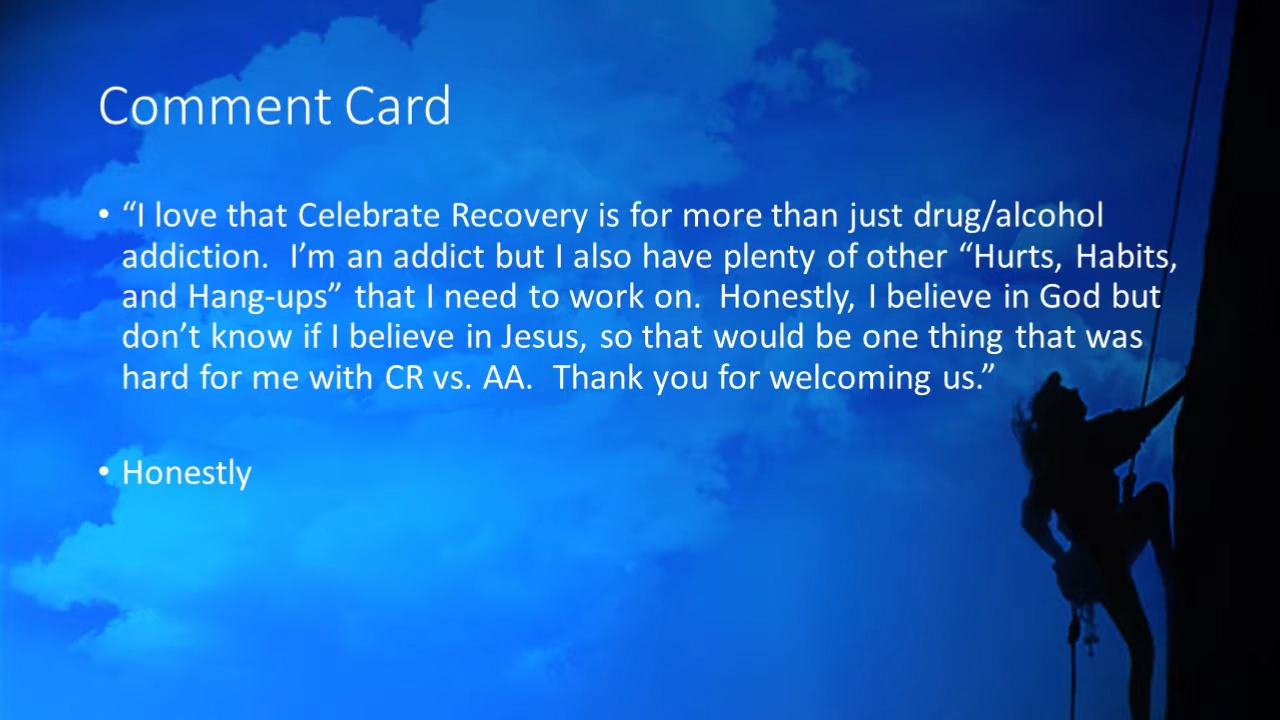 Comment Card
• “I love that Celebrate Recovery is for more than just drug/alcohol
addiction.  I’m an addict but I also have plenty of other “Hurts, Habits,
and Hang-ups” that I need to work on.  Honestly, I believe in God but
don’t know if I believe in Jesus, so that would be one thing that was
hard for me with CR vs. AA.  Thank you for welcoming us.”
• Honestly